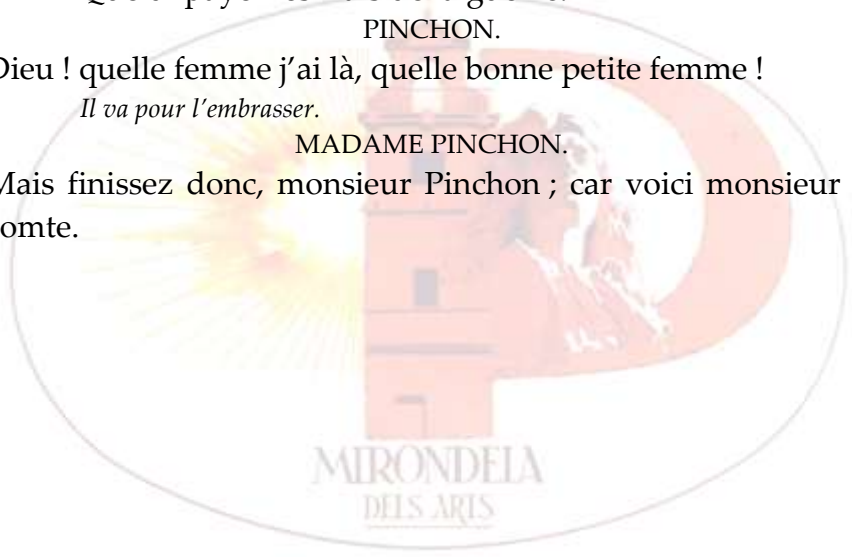 PINCHON.
Dieu ! quelle femme j’ai là, quelle bonne petite femme !
Il va pour l’embrasser.
MADAME PINCHON.
Mais finissez donc, monsieur Pinchon ; car voici monsieur
omte.
MIRONDELA
DELS ARTS